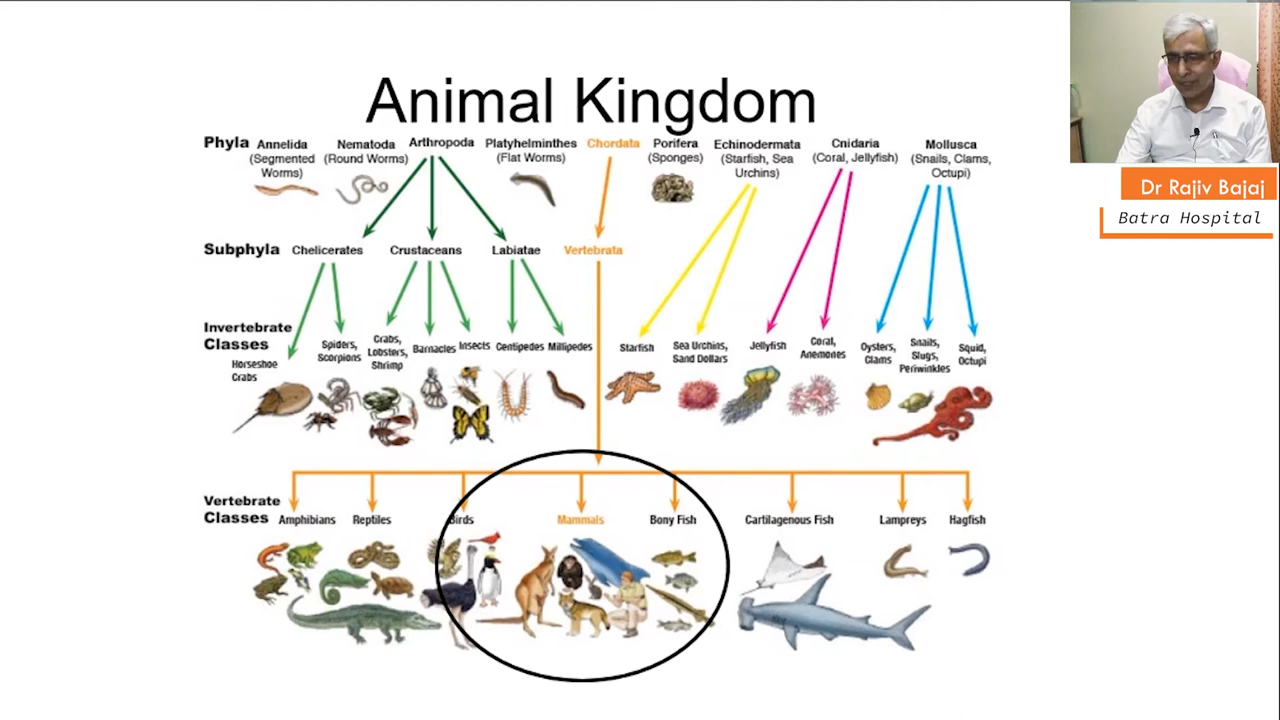 Animal Kingdom
Phyla
Annelida
(Segmented
Worms)
Nematoda
(Round Worms)
Arthropoda
Platyhelminthes
(Flat Worms)
Chordata
Porifera
(Sponges)
Echinodermata
(Starfish, Sea
Urchins)
Cnidaria
(Coral, Jellyfish)
Mollusca
(Snails, Clams,
Octupi)
Subphyla
Chelicerates
Crustaceans
Labiatae
Vertebrata
Invertebrate
Classes
Horseshoe
Crabs
Spiders,
Scorpions
Crabs,
Lobsters,
Shrimp
Barnacles
Insects
Centipedes
Millipedes
Starfish
Sea Urchins,
Sand Dollars
Jellyfish
Coral,
Anemones
Oysters,
Clams
Snails,
Slugs,
Periwinkles
Squid,
Octupi
Vertebrate
Classes
Amphibians
Reptiles
Birds
Mammals
Bony Fish
Cartilagenous Fish
Lampreys
Hagfish
Dr Rajiv Bajaj
Batra Hospital